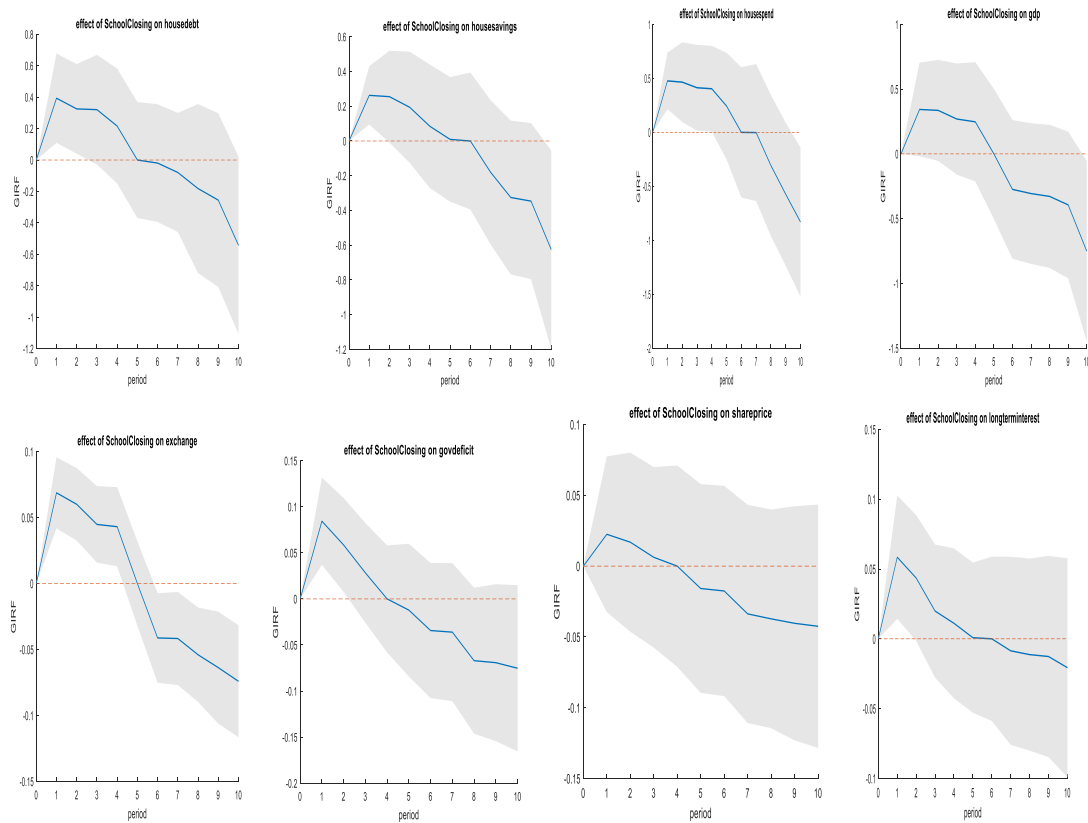 effect of SchoolClosing on housedebt
0.8
0.6
0.4
0.2
0
-0.2
-0.4
-0.6
-0.8
-1
-1.2
GIRF
0 1 2 3 4 5 6 7 8 9 10
period
effect of SchoolClosing on housesavings
0.6
0.4
0.2
0
-0.2
-0.4
-0.6
-0.8
-1
-1.2
GIRF
0 1 2 3 4 5 6 7 8 9 10
period
effect of SchoolClosing on housespend
1
0.5
0
-0.5
-1
-1.5
-2
GIRF
0 1 2 3 4 5 6 7 8 9 10
period
effect of SchoolClosing on gdp
1
0.5
0
-0.5
-1
-1.5
GIRF
0 1 2 3 4 5 6 7 8 9 10
period
effect of SchoolClosing on exchange
0.1
0.05
0
-0.05
-0.1
-0.15
GIRF
0 1 2 3 4 5 6 7 8 9 10
period
effect of SchoolClosing on govdeficit
0.15
0.1
0.05
0
-0.05
-0.1
-0.15
-0.2
GIRF
0 1 2 3 4 5 6 7 8 9 10
period
effect of SchoolClosing on shareprice
0.1
0.05
0
-0.05
-0.1
-0.15
GIRF
0 1 2 3 4 5 6 7 8 9 10
period
effect of SchoolClosing on longterminterest
0.15
0.1
0.05
0
-0.05
-0.1
GIRF
0 1 2 3 4 5 6 7 8 9 10
period